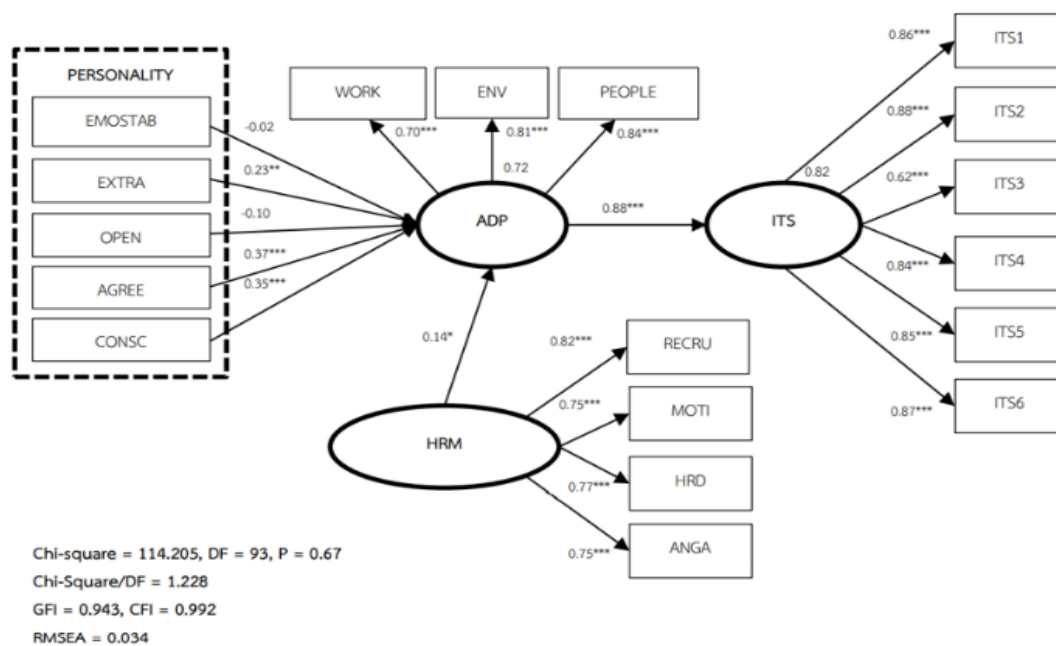 PERSONALITY
EMOSTAB
EXTRA
OPEN
AGREE
CONSC
-0.02
0.23**
-0.10
0.37***
0.35***
WORK
ENV
PEOPLE
0.70***
0.81***
0.84***
0.72
ADP
0.88***
0.82
ITS
0.86***
0.88***
0.62***
0.84***
0.85***
0.87***
ITS1
ITS2
ITS3
ITS4
ITS5
ITS6
0.14*
HRM
0.82***
0.75***
0.77***
0.75***
RECRU
MOTI
HRD
ANGA
Chi-square = 114.205, DF = 93, P = 0.67
Chi-Square/DF = 1.228
GFI = 0.943, CFI = 0.992
RMSEA = 0.034